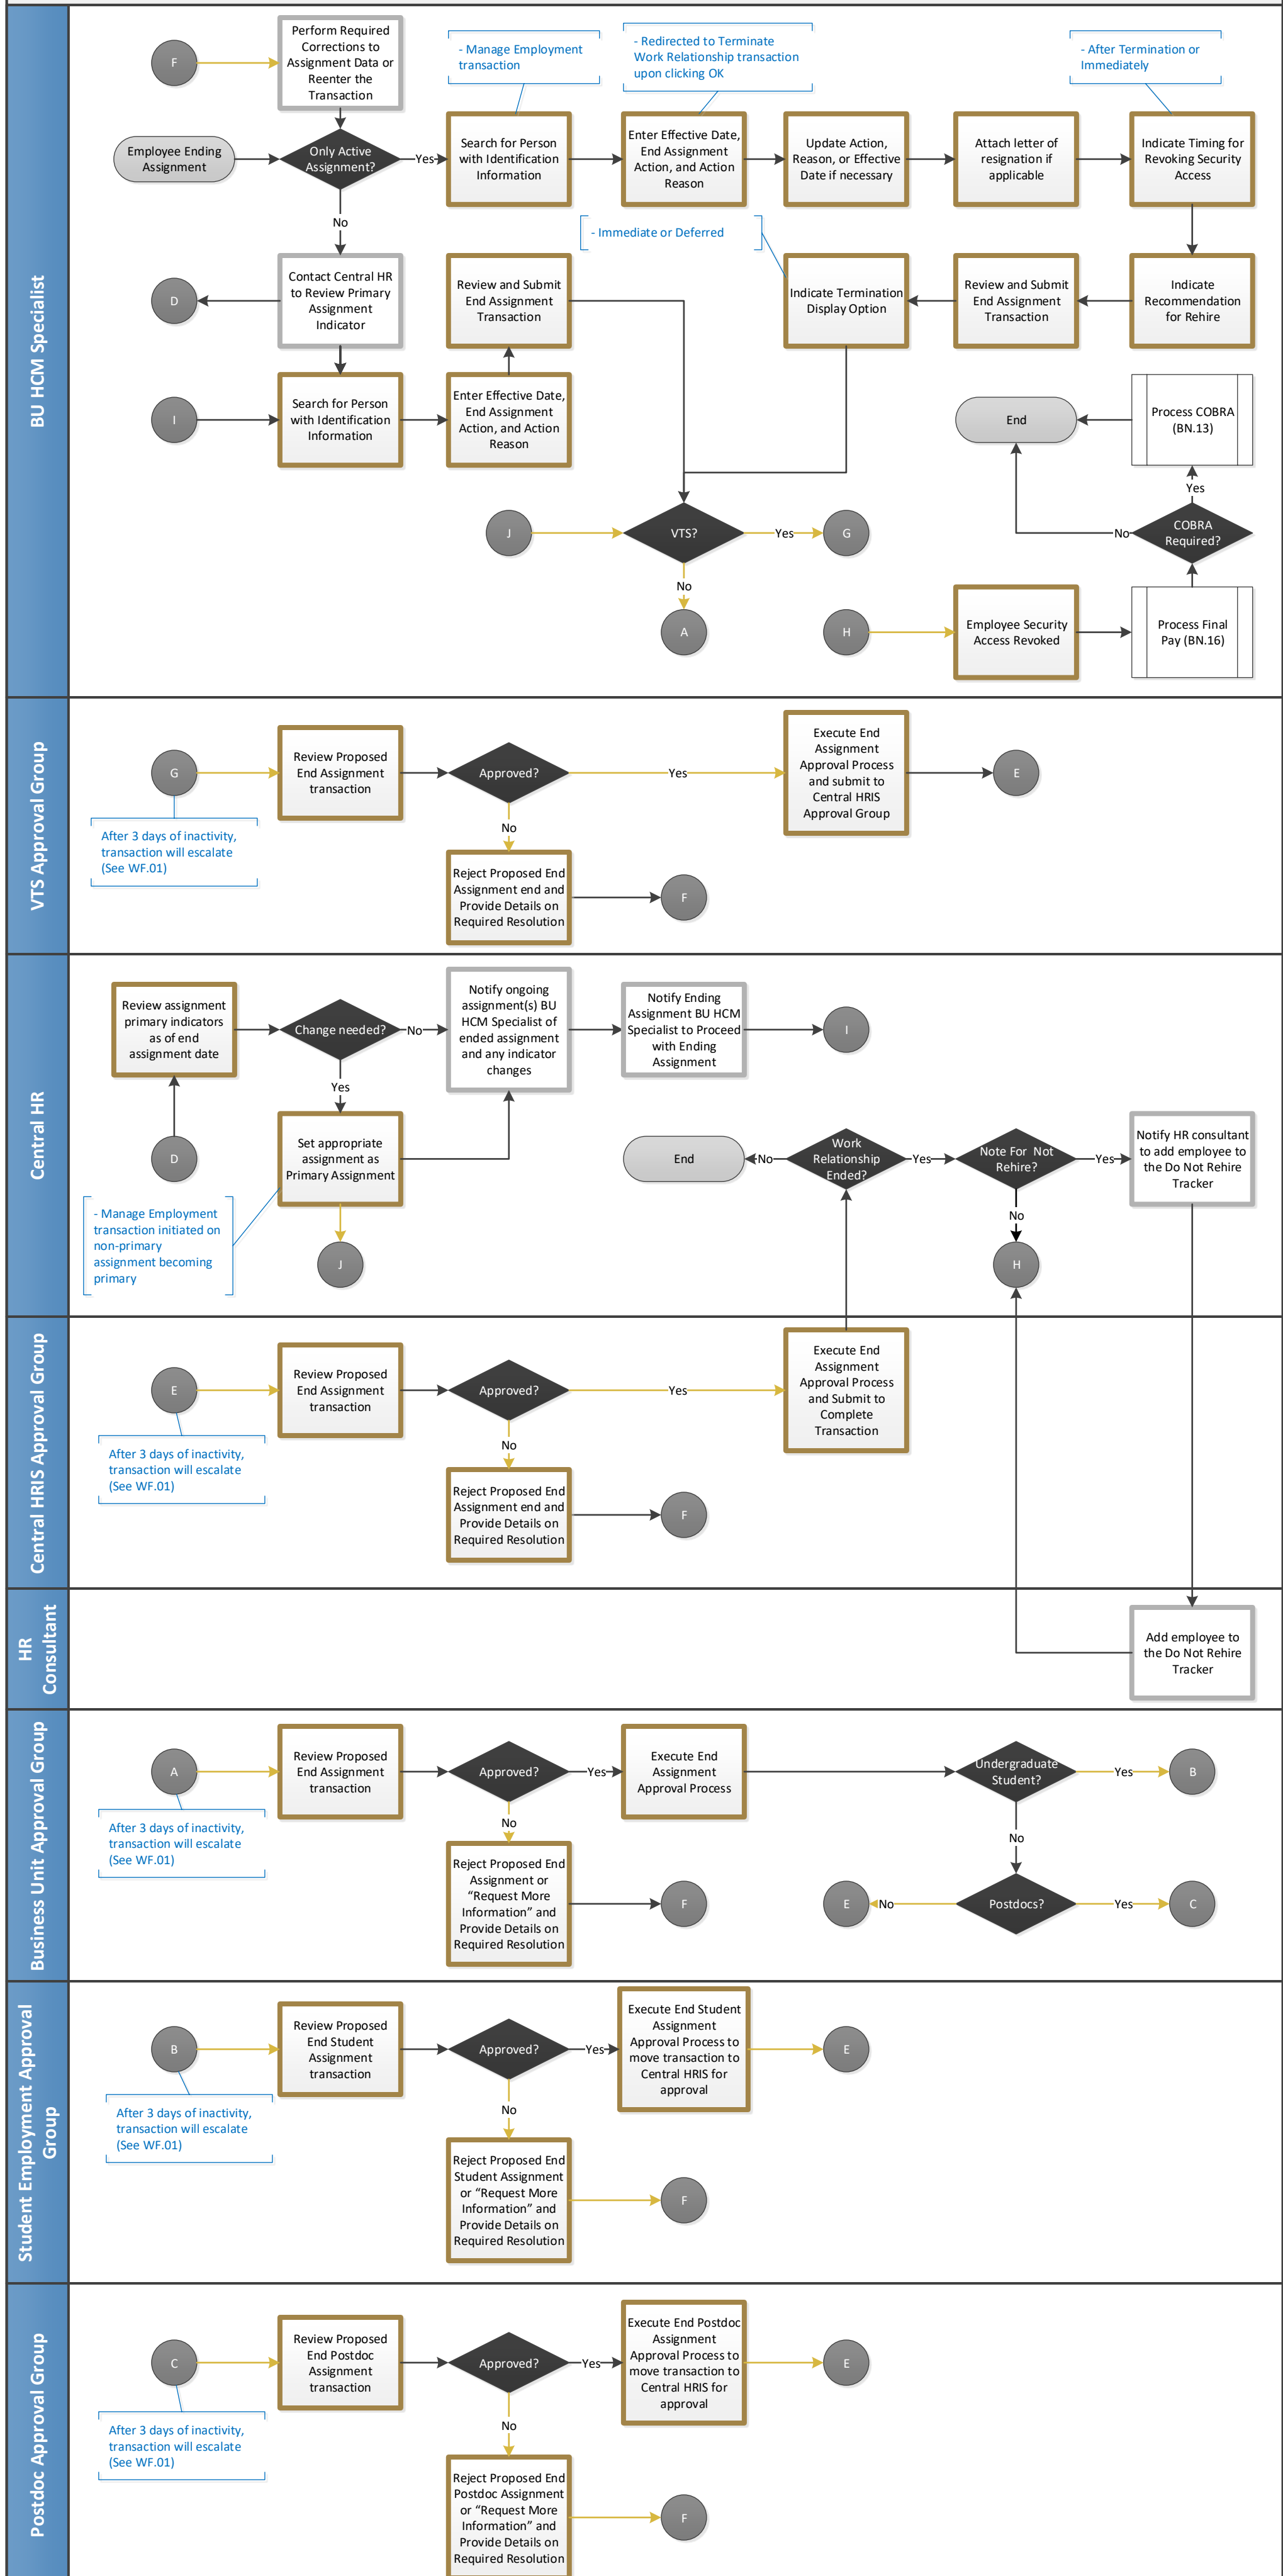 BU HCM Specialist
F
Perform Required
Corrections to
Assignment Data or
Reenter the
Transaction
- Manage Employment
transaction
- Redirected to Terminate
Work Relationship transaction
upon clicking OK
- After Termination or
Immediately
Employee Ending
Assignment
Only Active
Assignment?
Yes
Search for Person
with Identification
Information
Enter Effective Date,
End Assignment
Action, and Action
Reason
Update Action,
Reason, or Effective
Date if necessary
Attach letter of
resignation if
applicable
Indicate Timing for
Revoking Security
Access
No
- Immediate or Deferred
D
Contact Central HR
to Review Primary
Assignment
Indicator
Review and Submit
End Assignment
Transaction
Indicate Termination
Display Option
Review and Submit
End Assignment
Transaction
Indicate
Recommendation
for Rehire
I
Search for Person
with Identification
Information
Enter Effective Date,
End Assignment
Action, and Action
Reason
End
Process COBRA
(BN.13)
Yes
J
VTS?
Yes
G
No
COBRA
Required?
No
A
H
Employee Security
Access Revoked
Process Final
Pay (BN.16)
VTS Approval Group
G
Review Proposed
End Assignment
transaction
Approved?
Yes
Execute End
Assignment
Approval Process
and submit to
Central HRIS
Approval Group
E
After 3 days of inactivity,
transaction will escalate
(See WF.01)
No
Reject Proposed End
Assignment end and
Provide Details on
Required Resolution
F
Central HR
Review assignment
primary indicators
as of end
assignment date
Change needed?
No
Notify ongoing
assignment(s) BU
HCM Specialist of
ended assignment
and any indicator
changes
Notify Ending
Assignment BU HCM
Specialist to Proceed
with Ending
Assignment
I
Yes
D
Set appropriate
assignment as
Primary Assignment
End
No
Work
Relationship
Ended?
Yes
Note For  Not
Rehire?
Yes
Notify HR consultant
to add employee to
the Do Not Rehire
Tracker
- Manage Employment
transaction initiated on
non-primary
assignment becoming
primary
J
No
H
Central HRIS Approval Group
E
Review Proposed
End Assignment
transaction
Approved?
Yes
Execute End
Assignment
Approval Process
and Submit to
Complete
Transaction
After 3 days of inactivity,
transaction will escalate
(See WF.01)
No
Reject Proposed End
Assignment end and
Provide Details on
Required Resolution
F
HR
Consultant
Add employee to
the Do Not Rehire
Tracker
Business Unit Approval Group
A
Review Proposed
End Assignment
transaction
Approved?
Yes
Execute End
Assignment
Approval Process
Undergraduate
Student?
Yes
B
After 3 days of inactivity,
transaction will escalate
(See WF.01)
No
No
Reject Proposed End
Assignment or
“Request More
Information” and
Provide Details on
Required Resolution
F
E
No
Postdocs?
Yes
C
Student Employment Approval
Group
B
Review Proposed
End Student
Assignment
transaction
Approved?
Yes
Execute End Student
Assignment
Approval Process to
move transaction to
Central HRIS for
approval
E
After 3 days of inactivity,
transaction will escalate
(See WF.01)
No
Reject Proposed End
Student Assignment
or “Request More
Information” and
Provide Details on
Required Resolution
F
Postdoc Approval Group
C
Review Proposed
End Postdoc
Assignment
transaction
Approved?
Yes
Execute End Postdoc
Assignment
Approval Process to
move transaction to
Central HRIS for
approval
E
After 3 days of inactivity,
transaction will escalate
(See WF.01)
No
Reject Proposed End
Postdoc Assignment
or “Request More
Information” and
Provide Details on
Required Resolution
F